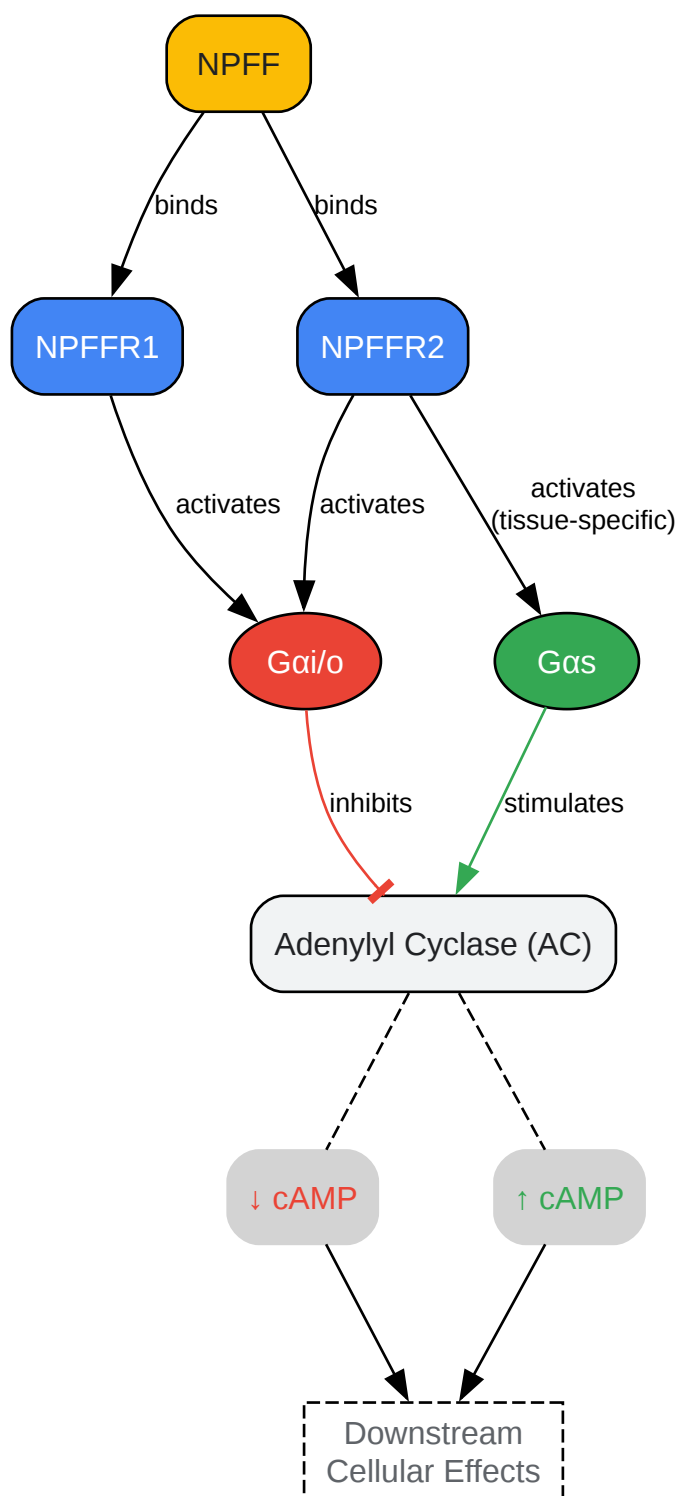 NPFF
binds
binds
NPFFR1
NPFFR2
activates
activates
activates
(tissue-specific)
Gαi/o
Gαs
inhibits
stimulates
Adenylyl Cyclase (AC)
↓ cAMP
↑ cAMP
Downstream
Cellular Effects